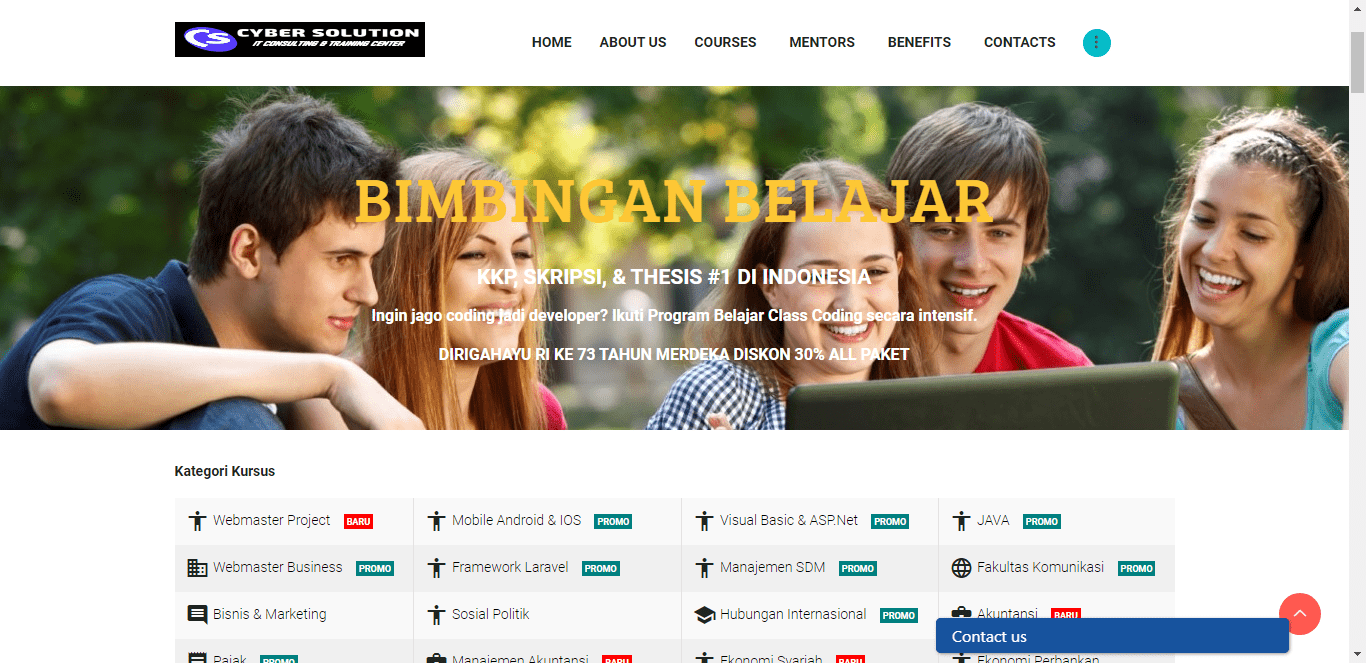 CS CYBER SOLUTION
IT CONSULTING & TRAINING CENTER
HOME ABOUT US COURSES MENTORS BENEFITS CONTACTS
BIMBINGAN BELAJAR
KKP, SKRIPSI, & THESIS #1 DI INDONESIA
Ingin jago coding jadi developer? Ikuti Program Belajar Class Coding secara intensif.
DIRIGAHAYU RI KE 73 TAHUN MERDEKA DISKON 30% ALL PAKET
Kategori Kursus
Webmaster Project BARU Mobile Android & IOS PROMO Visual Basic & ASP.Net PROMO JAVA PROMO
Webmaster Business PROMO Framework Laravel PROMO Manajemen SDM PROMO Fakultas Komunikasi PROMO
Bisnis & Marketing Sosial Politik Hubungan Internasional PROMO Akuntansi BARU
Contact us
Pajak PROMO Manajemen Akuntansi BARU Ekonomi Syariah BARU Ekonomi Perbankan